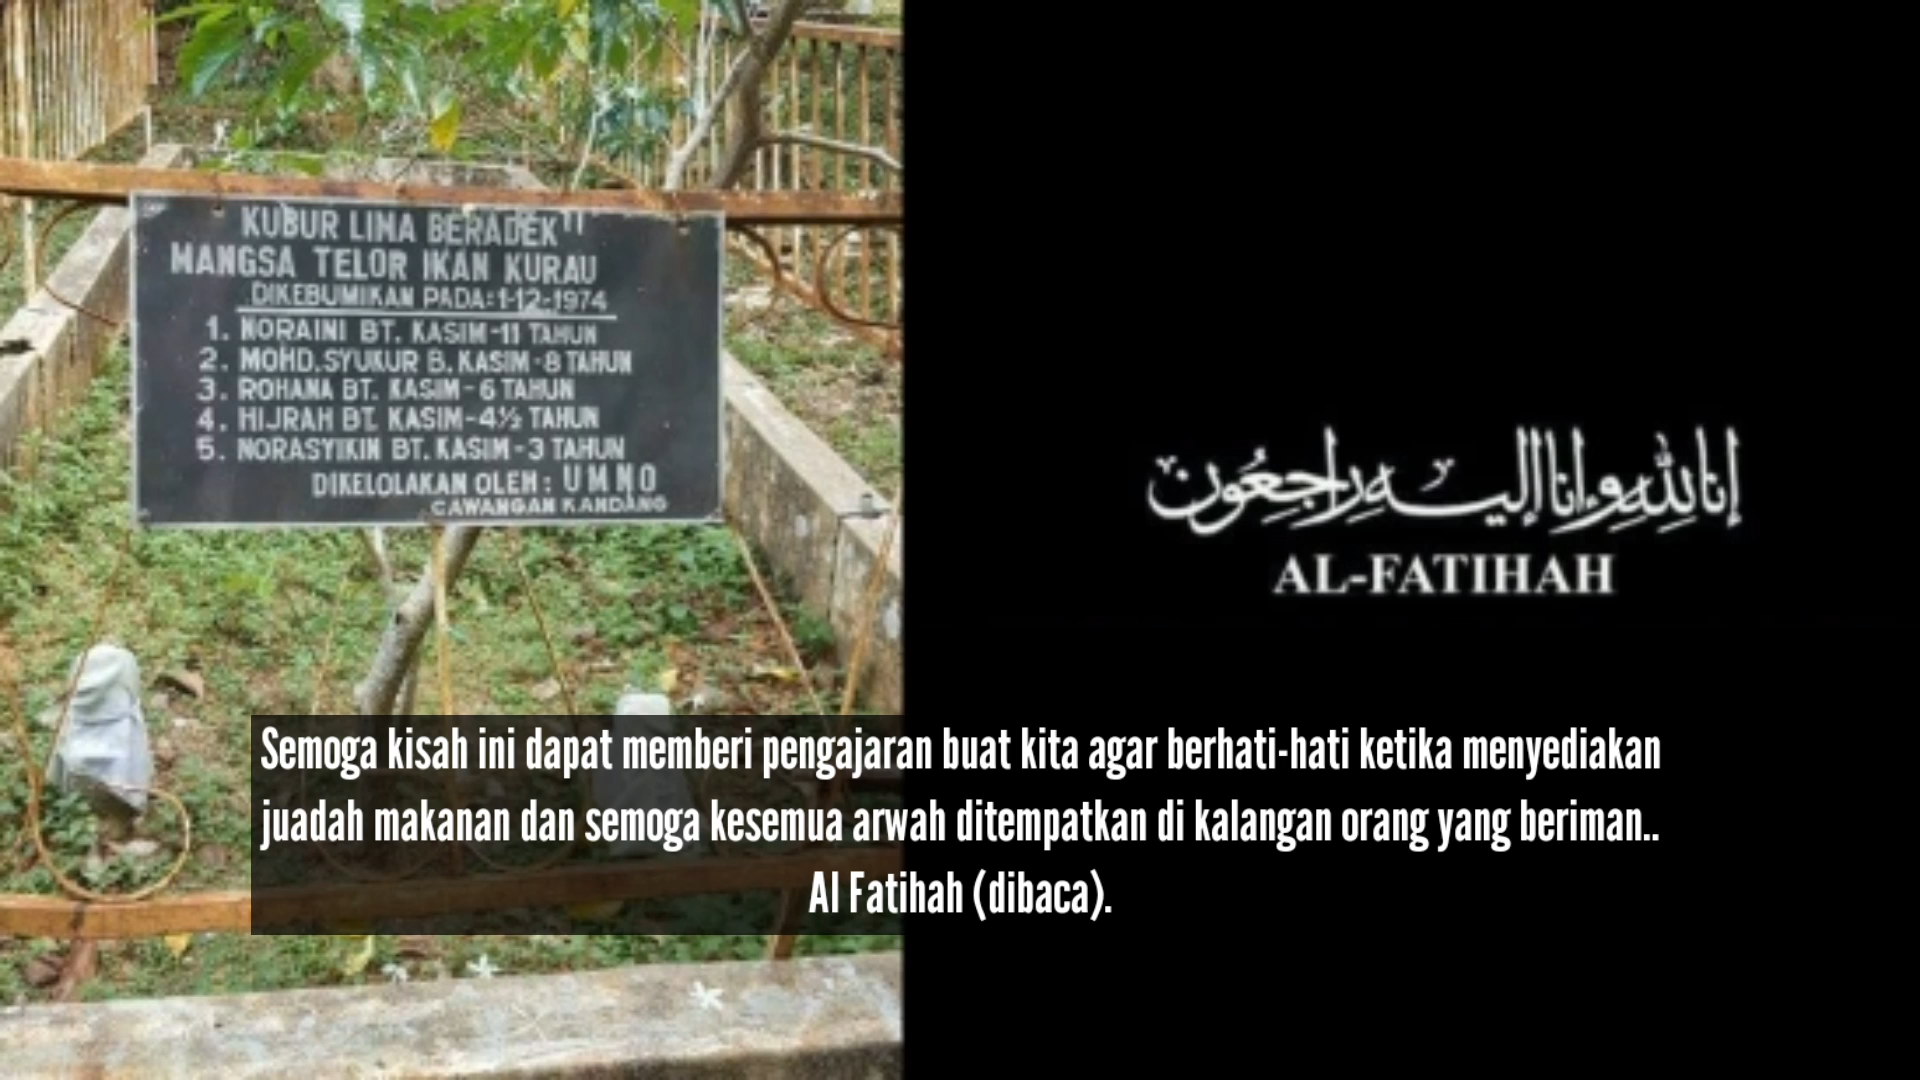 KUBUR LIMA BERADEK"
MANGSA TELOR IKAN KURAU
DIKEBUMIKAN PADA:1-12-1974
1. NORAINI BT. KASIM-11 TAHUN
2. MOHD.SYUKUR B. KASIM-8 TAHUN
3. ROHANA BT. KASIM-6 TAHUN
4. HIJRAH BT. KASIM-4½ TAHUN
5. NORASYIKIN BT. KASIM-3 TAHUN
DIKELOLAKAN OLEH: UMNO
CAWANGAN KANDANG
إنا لله وإنا إليه راجعون
AL-FATIHAH
Semoga kisah ini dapat memberi pengajaran buat kita agar berhati-hati ketika menyediakan
juadah makanan dan semoga kesemua arwah ditempatkan di kalangan orang yang beriman..
Al Fatihah (dibaca).